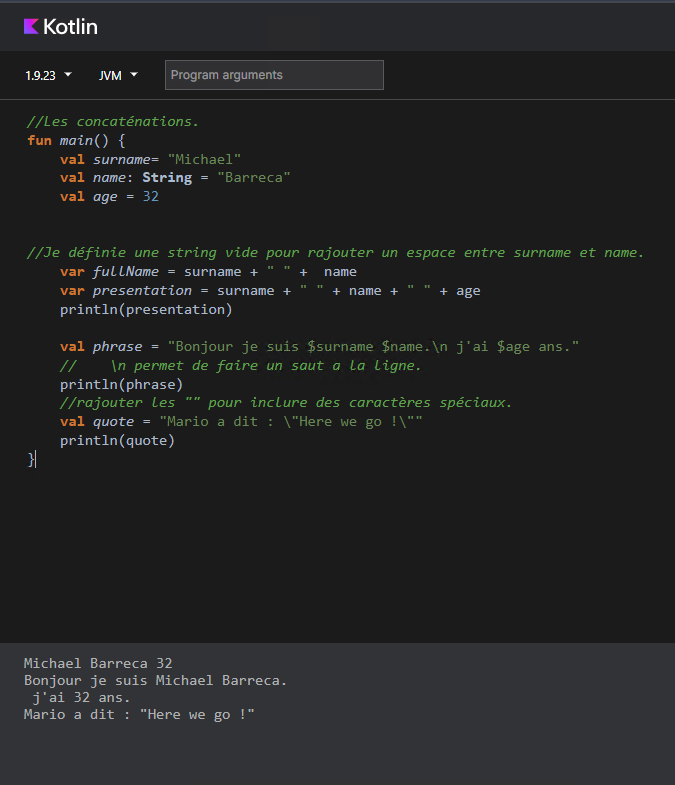 Kotlin
1.9.23 JVM Program arguments
//Les concaténations.
fun main() {
    val surname= "Michael"
    val name: String = "Barreca"
    val age = 32
//Je définie une string vide pour rajouter un espace entre surname et name.
    var fullName = surname + " " +  name
    var presentation = surname + " " + name + " " + age
    println(presentation)
    val phrase = "Bonjour je suis $surname $name.\n j'ai $age ans."
    //    \n permet de faire un saut a la ligne.
    println(phrase)
    //rajouter les "" pour inclure des caractères spéciaux.
    val quote = "Mario a dit : \"Here we go !\""
    println(quote)
}
Michael Barreca 32
Bonjour je suis Michael Barreca.
 j'ai 32 ans.
Mario a dit : "Here we go !"